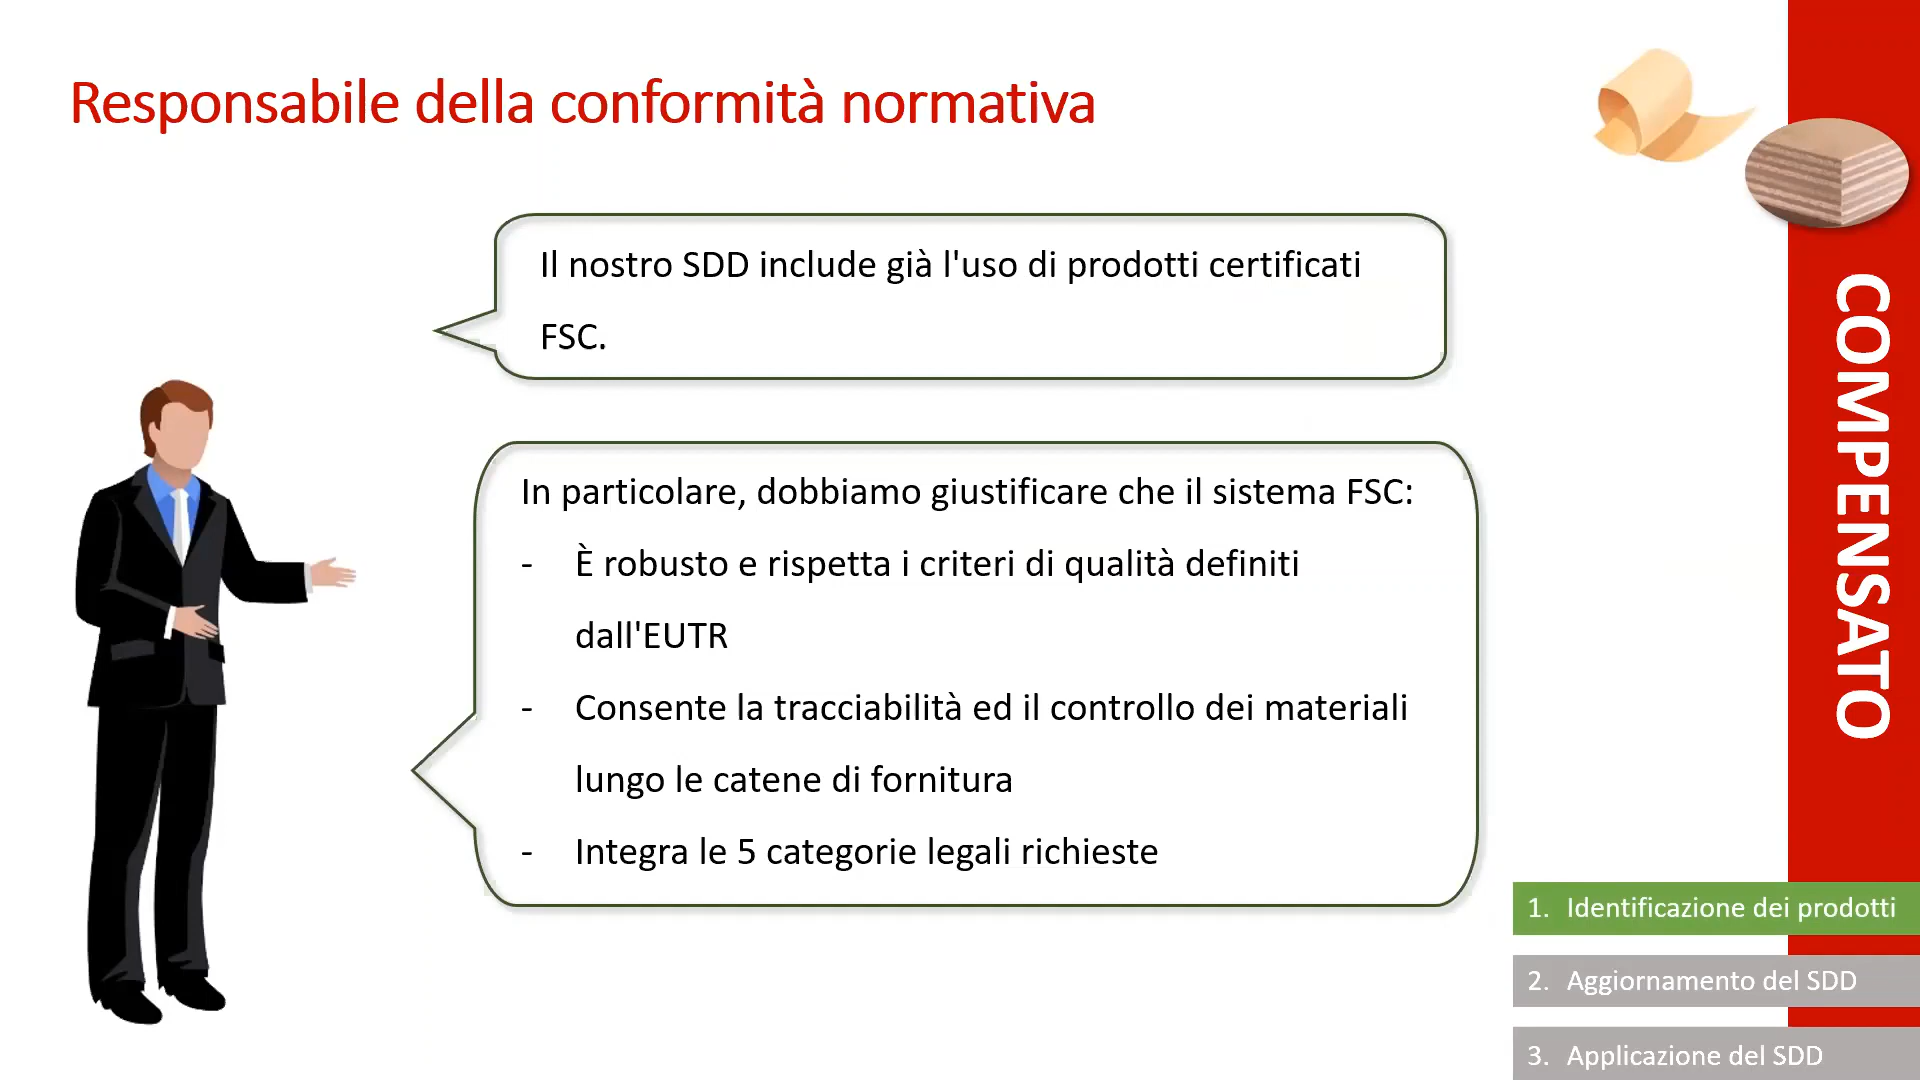 Responsabile della conformità normativa
Il nostro SDD include già l'uso di prodotti certificati
FSC.
In particolare, dobbiamo giustificare che il sistema FSC:
- È robusto e rispetta i criteri di qualità definiti
dall'EUTR
- Consente la tracciabilità ed il controllo dei materiali
lungo le catene di fornitura
- Integra le 5 categorie legali richieste
COMPENSATO
1. Identificazione dei prodotti
2. Aggiornamento del SDD
3. Applicazione del SDD